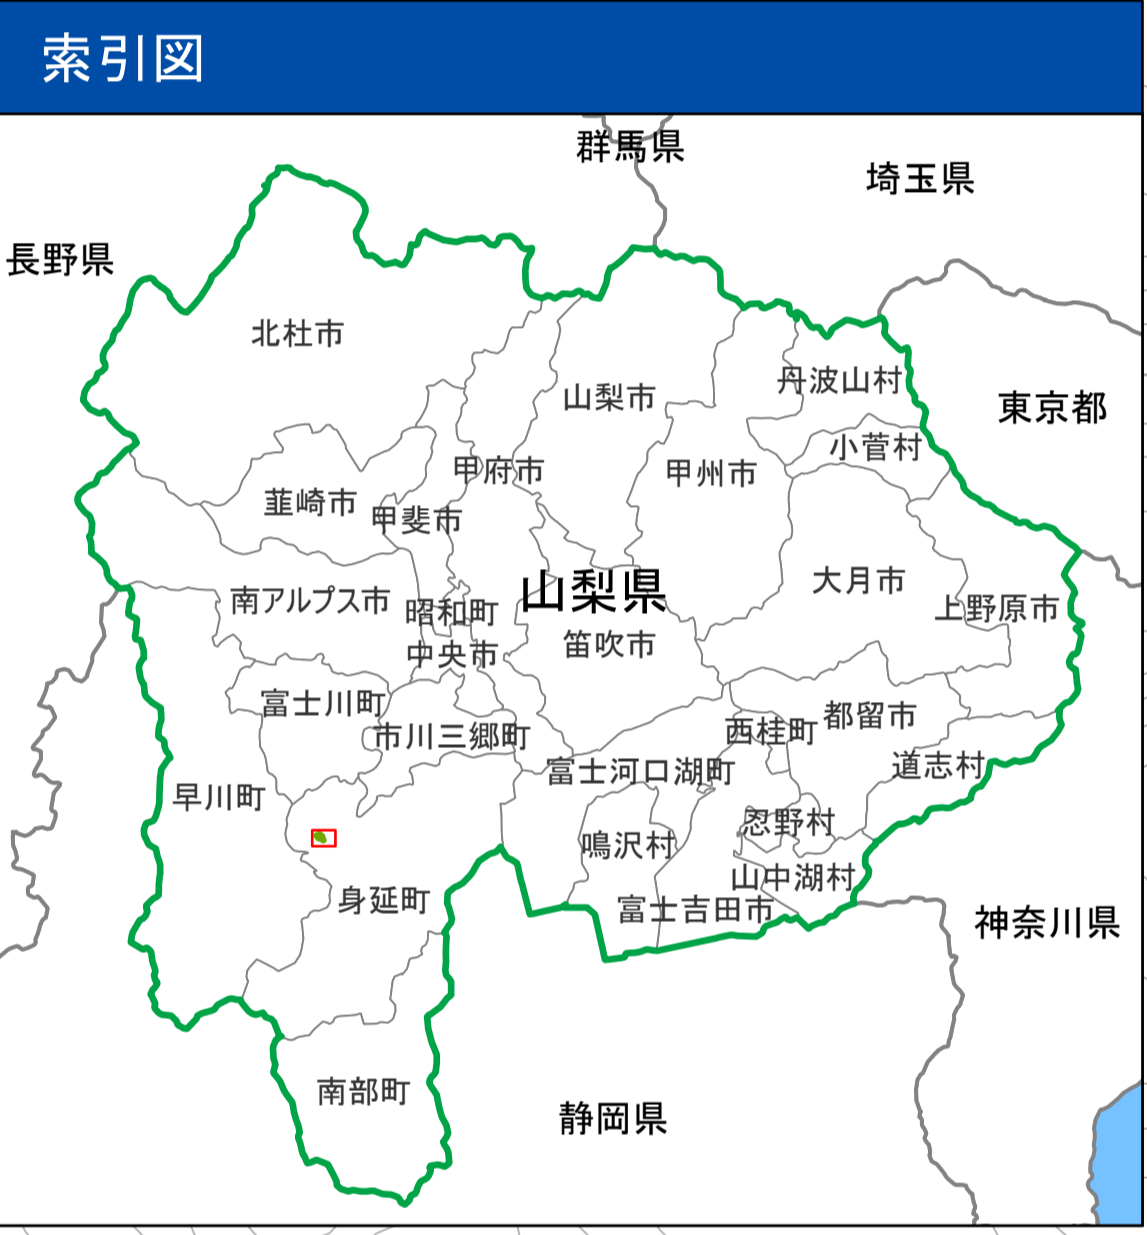 索引図
群馬県
埼玉県
長野県
北杜市
丹波山村
山梨市
東京都
小菅村
甲府市
甲州市
韮崎市
甲斐市
大月市
山梨県
南アルプス市
昭和町
上野原市
笛吹市
中央市
富士川町
都留市
西桂町
市川三郷町
道志村
富士河口湖町
早川町
忍野村
鳴沢村
山中湖村
身延町
富士吉田市
神奈川県
南部町
静岡県